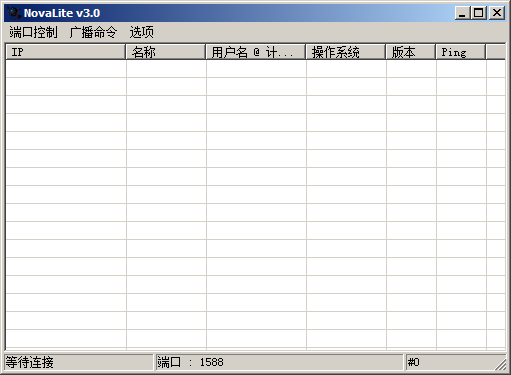 NovaLite v3.0
端口控制 广播命令 选项
IP 名称 用户名 @ 计... 操作系统 版本 Ping
等待连接 端口 : 1588 #0